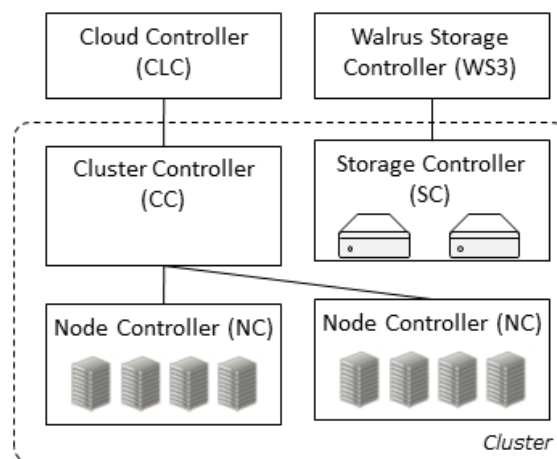 Cloud Controller
(CLC)
Walrus Storage
Controller (WS3)
Cluster Controller
(CC)
Storage Controller
(SC)
Node Controller (NC)
Node Controller (NC)
Cluster